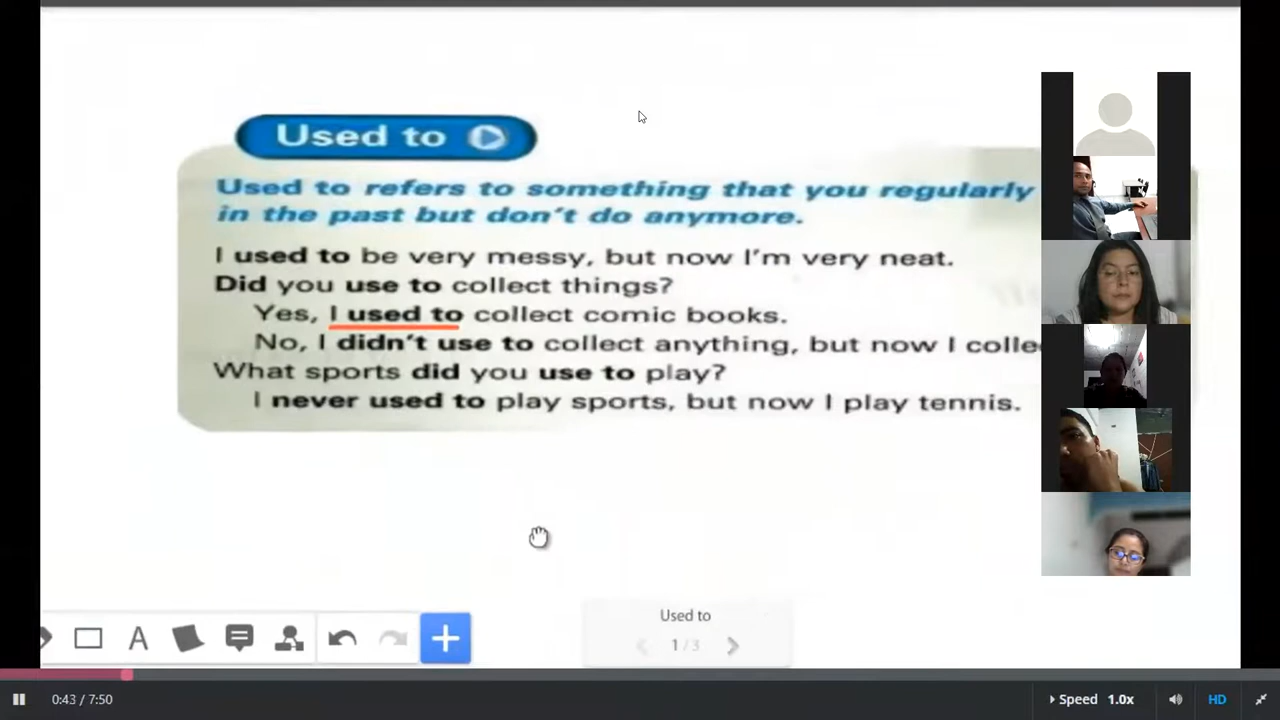 Used to
Used to refers to something that you regularly
in the past but don't do anymore.
I used to be very messy, but now I'm very neat.
Did you use to collect things?
Yes, I used to collect comic books.
No, I didn't use to collect anything, but now I colle
What sports did you use to play?
I never used to play sports, but now I play tennis.
A
Used to
1/3
0:43 / 7:50
Speed 1.0x
HD